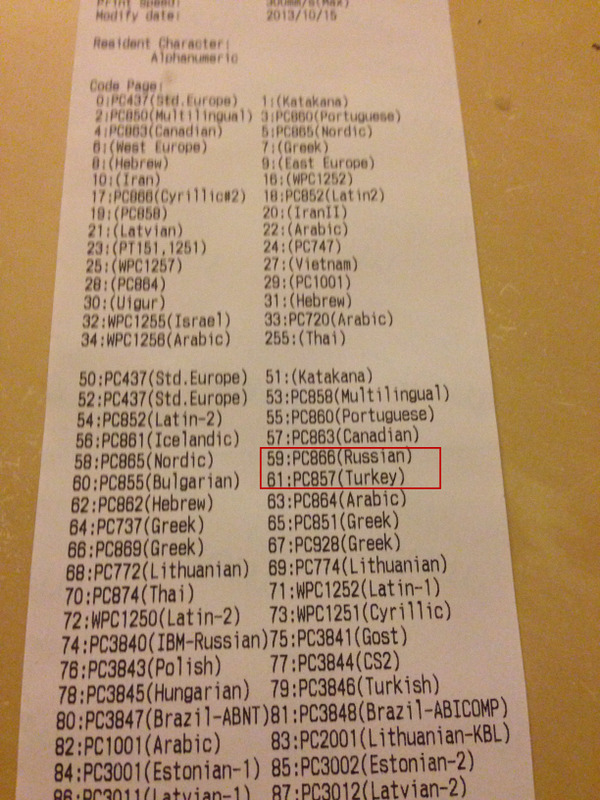 Print Speed: 300mm/s(Max)
Modify date: 2013/10/15
Resident Character:
Alphanumeric
Code Page:
0:PC437(Std.Europe) 1:(Katakana)
2:PC850(Multilingual) 3:PC860(Portuguese)
4:PC863(Canadian) 5:PC865(Nordic)
6:(West Europe) 7:(Greek)
8:(Hebrew) 9:(East Europe)
10:(Iran) 16:(WPC1252)
17:PC866(Cyrillic#2) 18:PC852(Latin2)
19:(PC858) 20:(IranII)
21:(Latvian) 22:(Arabic)
23:(PT151,1251) 24:(PC747)
25:(WPC1257) 27:(Vietnam)
28:(PC864) 29:(PC1001)
30:(Uigur) 31:(Hebrew)
32:WPC1255(Israel) 33:PC720(Arabic)
34:WPC1256(Arabic) 255:(Thai)
50:PC437(Std.Europe) 51:(Katakana)
52:PC437(Std.Europe) 53:PC858(Multilingual)
54:PC852(Latin-2) 55:PC860(Portuguese)
56:PC861(Icelandic) 57:PC863(Canadian)
58:PC865(Nordic) 59:PC866(Russian)
60:PC855(Bulgarian) 61:PC857(Turkey)
62:PC862(Hebrew) 63:PC864(Arabic)
64:PC737(Greek) 65:PC851(Greek)
66:PC869(Greek) 67:PC928(Greek)
68:PC772(Lithuanian) 69:PC774(Lithuanian)
70:PC874(Thai) 71:WPC1252(Latin-1)
72:WPC1250(Latin-2) 73:WPC1251(Cyrillic)
74:PC3840(IBM-Russian) 75:PC3841(Gost)
76:PC3843(Polish) 77:PC3844(CS2)
78:PC3845(Hungarian) 79:PC3846(Turkish)
80:PC3847(Brazil-ABNT) 81:PC3848(Brazil-ABICOMP)
82:PC1001(Arabic) 83:PC2001(Lithuanian-KBL)
84:PC3001(Estonian-1) 85:PC3002(Estonian-2)
86:PC3011(Latvian-1) 87:PC3012(Latvian-2)